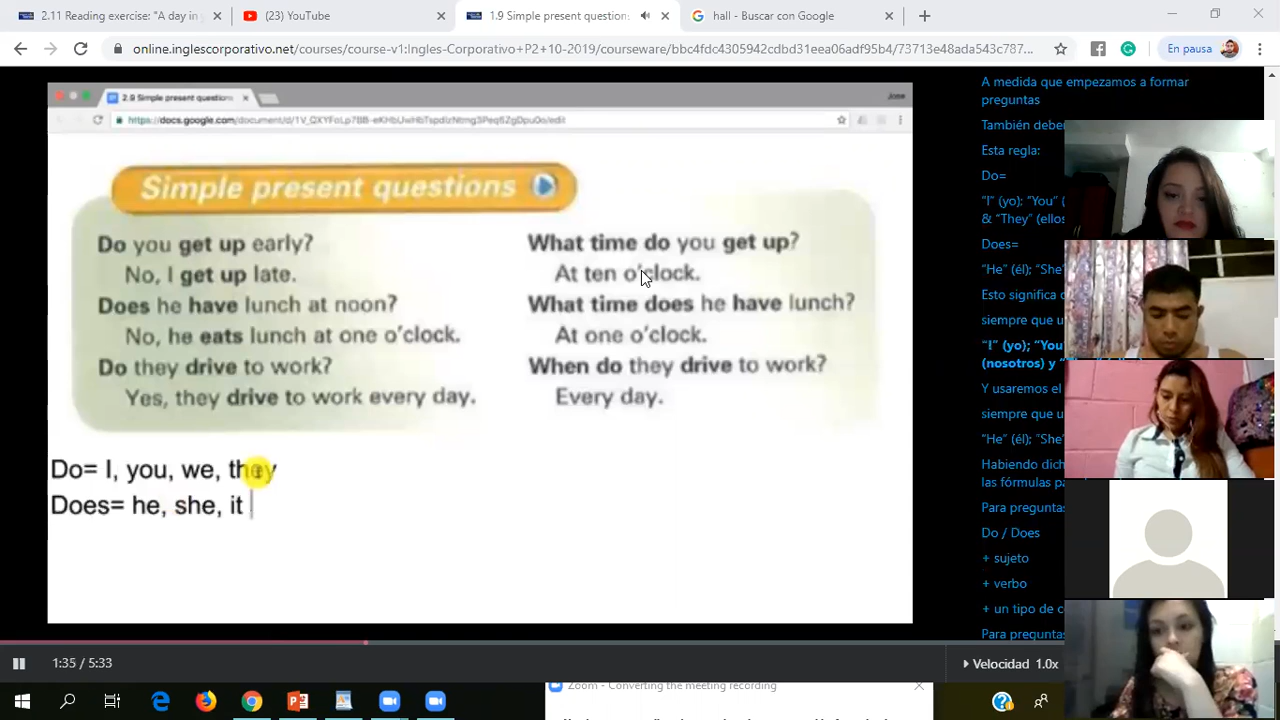 2.11 Reading exercise: "A day in y
(23) YouTube
1.9 Simple present questions
hall - Buscar con Google
online.inglescorporativo.net/courses/course-v1:Ingles-Corporativo+P2+10-2019/courseware/bbc4fdc4305942cdbd31eea06adf95b4/73713e48ada543c787...
En pausa
2.9 Simple present questions
Jose
Simple present questions
Do you get up early?
No, I get up late.
Does he have lunch at noon?
No, he eats lunch at one o'clock.
Do they drive to work?
Yes, they drive to work every day.
What time do you get up?
At ten o'clock.
What time does he have lunch?
At one o'clock.
When do they drive to work?
Every day.
Do= I, you, we, they
Does= he, she, it
A medida que empezamos a formar
preguntas
También debe
Esta regla:
Do=
"I" (yo); "You" (
& "They" (ellos
Does=
"He" (él); "She"
Esto significa
siempre que u
"I" (yo); "You
(nosotros) y "
Y usaremos el
siempre que u
"He" (él); "She"
Habiendo dich
las fórmulas pa
Para pregunta
Do / Does
+ sujeto
+ verbo
+ un tipo de c
Para pregunta
1:35 / 5:33
Velocidad 1.0x
Zoom - Converting the meeting recording